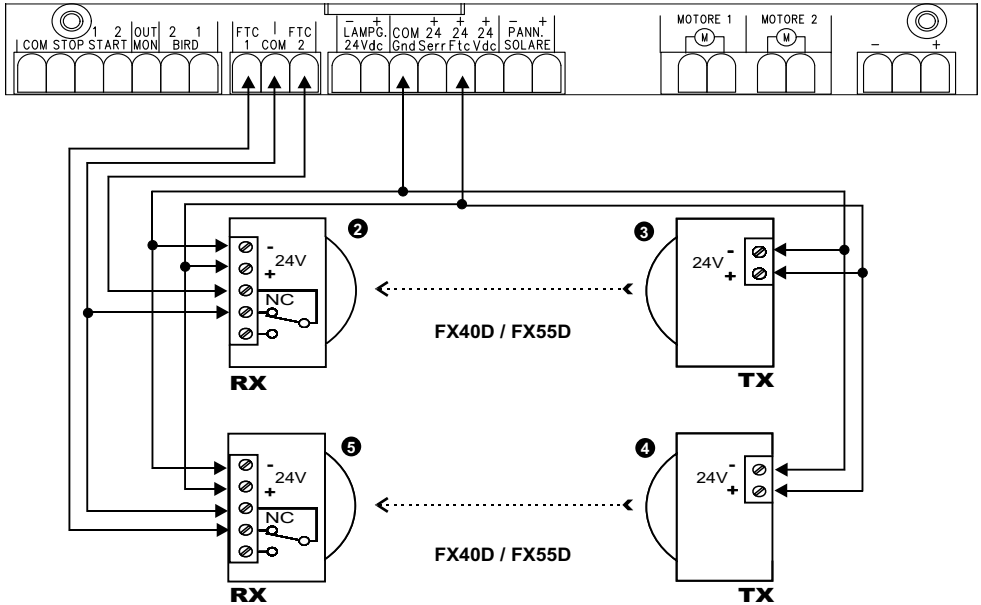 MOTORE 1 MOTORE 2
1 2 OUT 2 1
COM STOP START MON BIRD
FTC FTC
1 COM 2
- + + + +
LAMPG. COM 24 24 24
24Vdc Gnd Serr Ftc Vdc
- +
PANN.
SOLARE
M M
- +
2
-
24V
+
NC
RX
3
24V -
+
TX
FX40D / FX55D
5
-
24V
+
NC
RX
4
24V -
+
TX
FX40D / FX55D